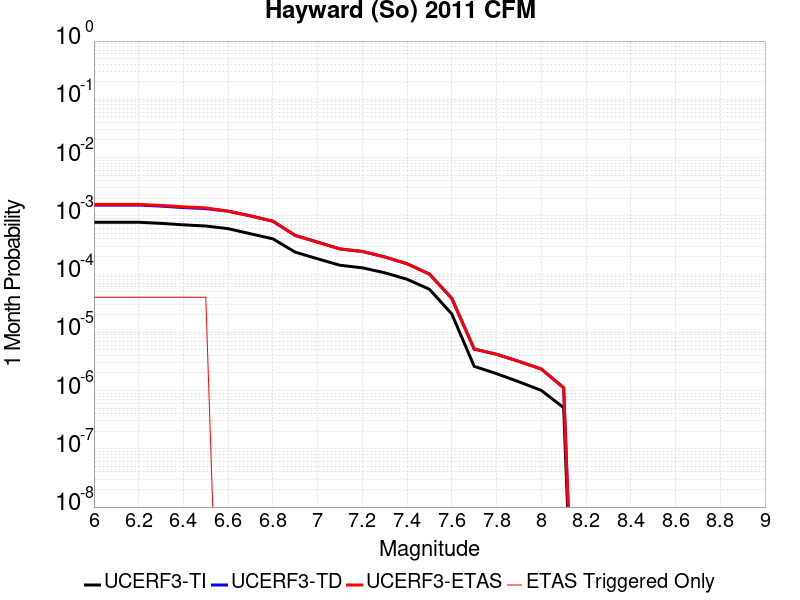 Hayward (So) 2011 CFM
10^0
10^-1
10^-2
10^-3
10^-4
10^-5
10^-6
10^-7
10^-8
1 Month Probability
6 6.2 6.4 6.6 6.8 7 7.2 7.4 7.6 7.8 8 8.2 8.4 8.6 8.8 9
Magnitude
UCERF3-TI UCERF3-TD UCERF3-ETAS ETAS Triggered Only